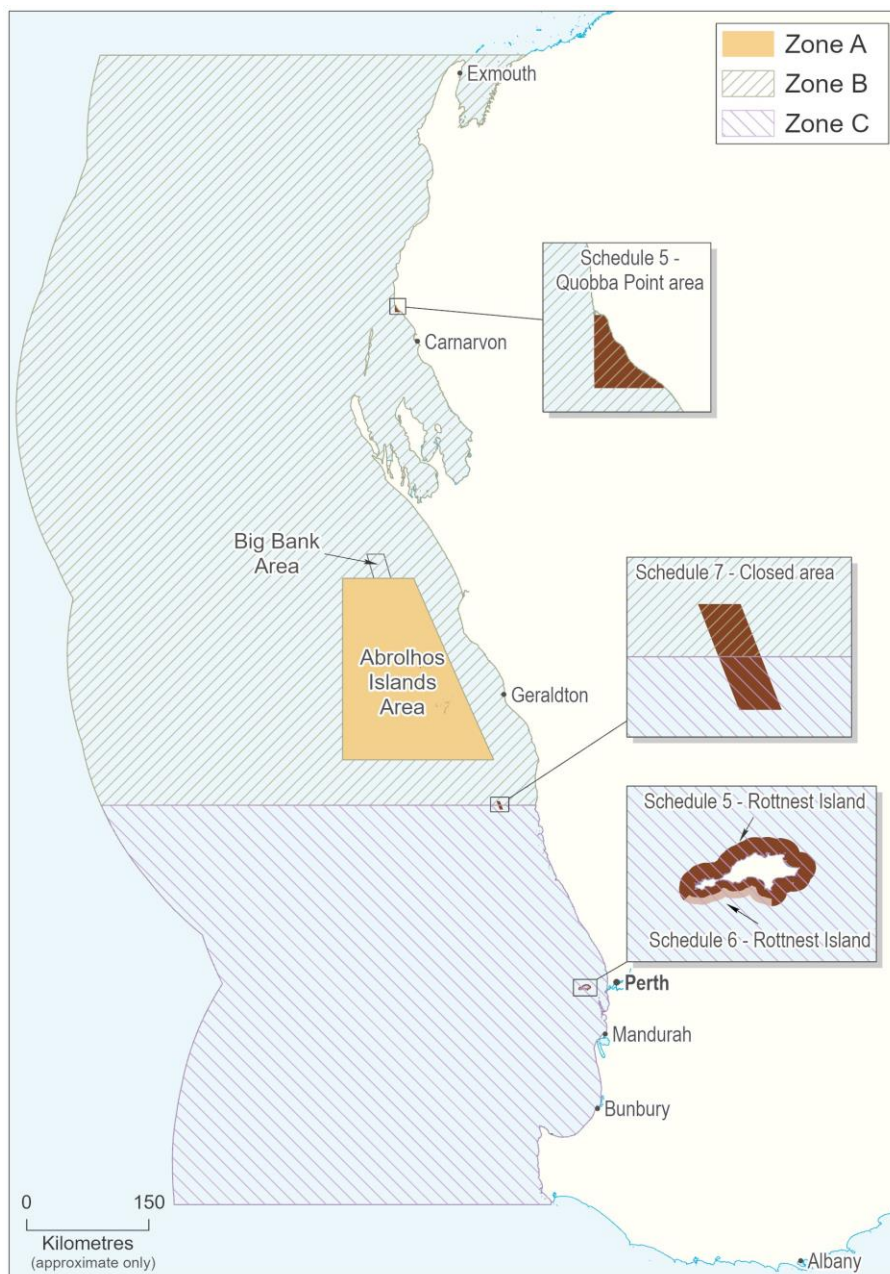 Zone A
Zone B
Zone C
Exmouth
Schedule 5 -
Quobba Point area
Carnarvon
Big Bank
Area
Schedule 7 - Closed area
Abrolhos
Islands
Area
Geraldton
Schedule 5 - Rottnest Island
Schedule 6 - Rottnest Island
Perth
Mandurah
Bunbury
0 150
Kilometres
(approximate only)
Albany